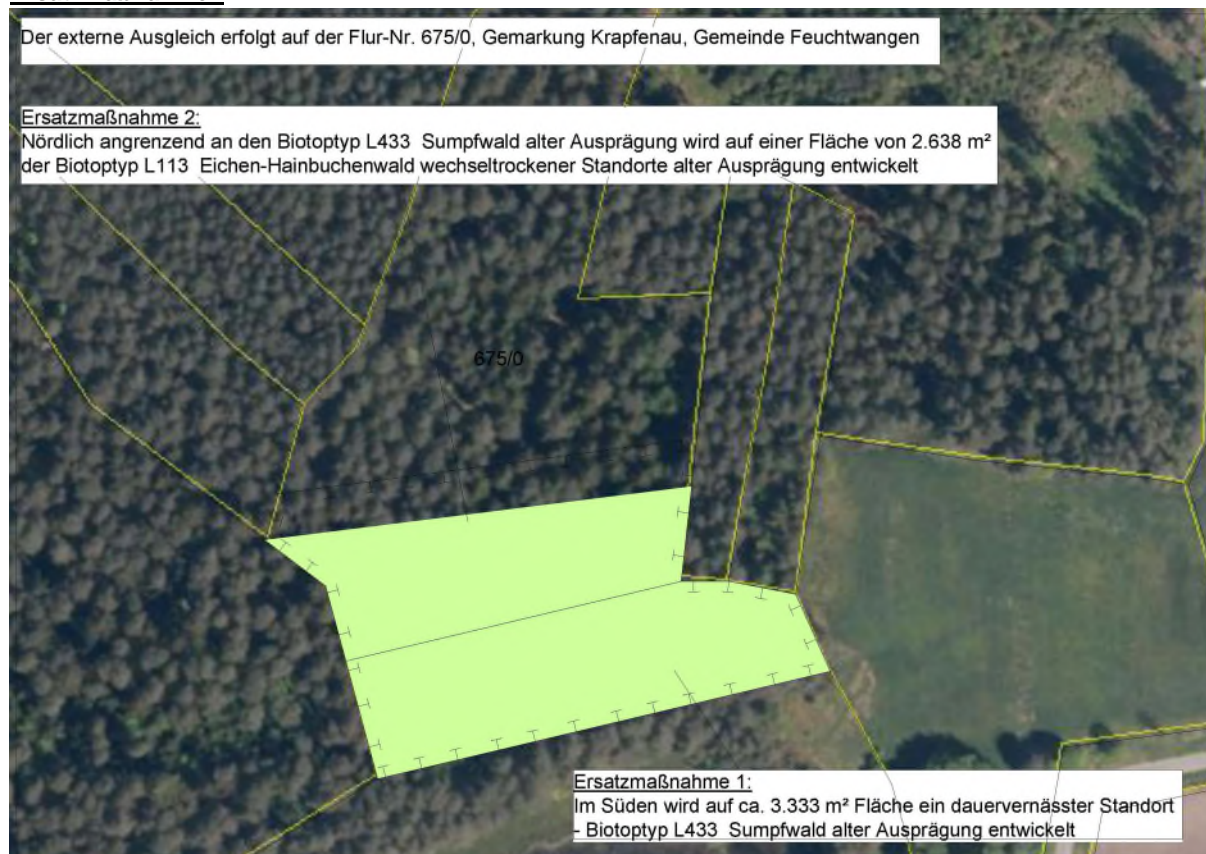 Der externe Ausgleich erfolgt auf der Flur-Nr. 675/0, Gemarkung Krapfenau, Gemeinde Feuchtwangen
Ersatzmaßnahme 2:
Nördlich angrenzend an den Biotoptyp L433 Sumpfwald alter Ausprägung wird auf einer Fläche von 2.638 m²
der Biotoptyp L113 Eichen-Hainbuchenwald wechseltrockener Standorte alter Ausprägung entwickelt
675/0
Ersatzmaßnahme 1:
Im Süden wird auf ca. 3.333 m² Fläche ein dauervernässter Standort
- Biotoptyp L433 Sumpfwald alter Ausprägung entwickelt